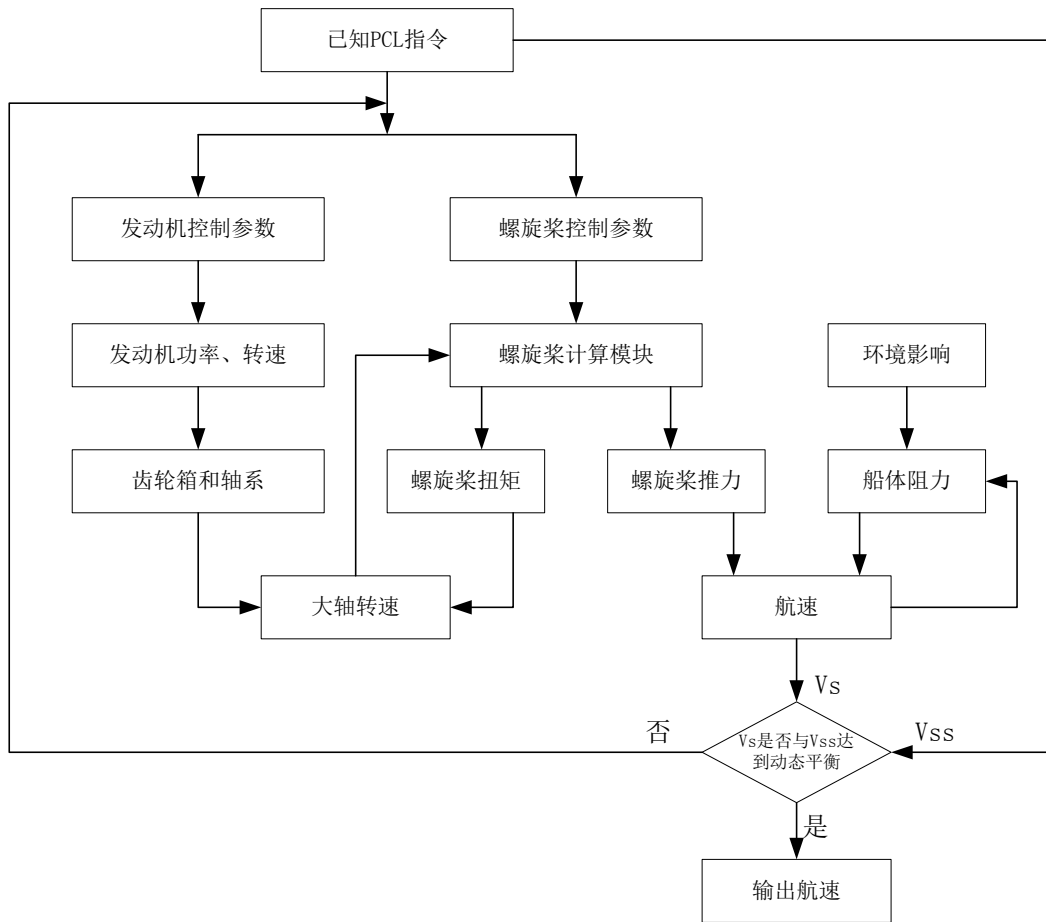 已知PCL指令
发动机控制参数
螺旋桨控制参数
发动机功率、转速
螺旋桨计算模块
环境影响
齿轮箱和轴系
螺旋桨扭矩
螺旋桨推力
船体阻力
大轴转速
航速
Vs
否
Vs是否与Vss达
到动态平衡
Vss
是
输出航速